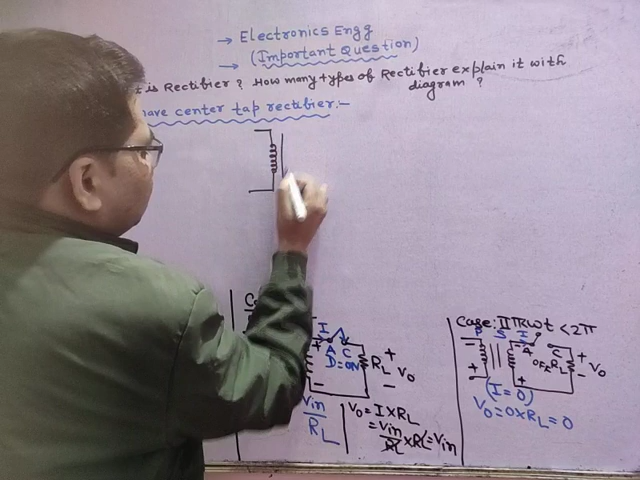 → Electronics Engg
→ (Important Question)
t is Rectifier? How many types of Rectifier explain it with
diagram ?
wave center tap rectifier:-
I
+ A C
D=ON
RL + V₀ -
-
Vin/RL
V₀ = I×RL
= Vin/RL ×RL = Vin
Case: II π<ωt <2π
P S I
- - A C + V₀ -
OFF RL
+ +
(I = 0)
V₀ = 0×RL = 0